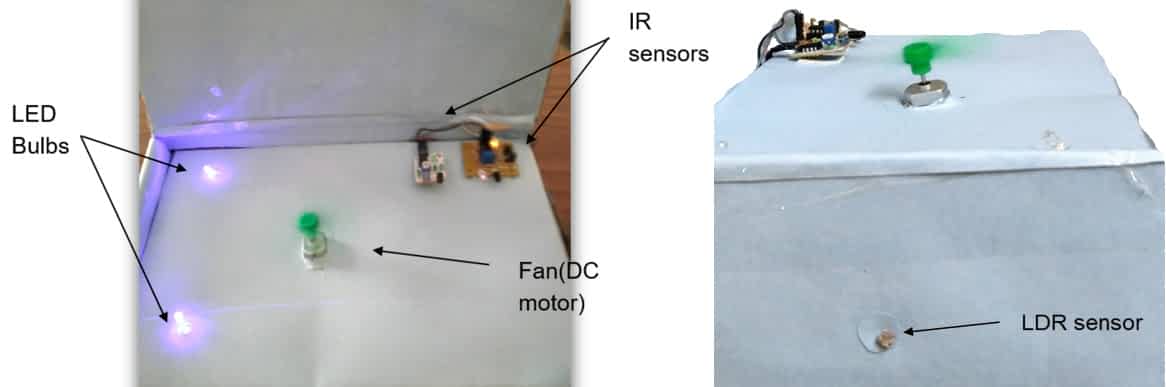 IR
sensors
LED
Bulbs
Fan(DC
motor)
LDR sensor